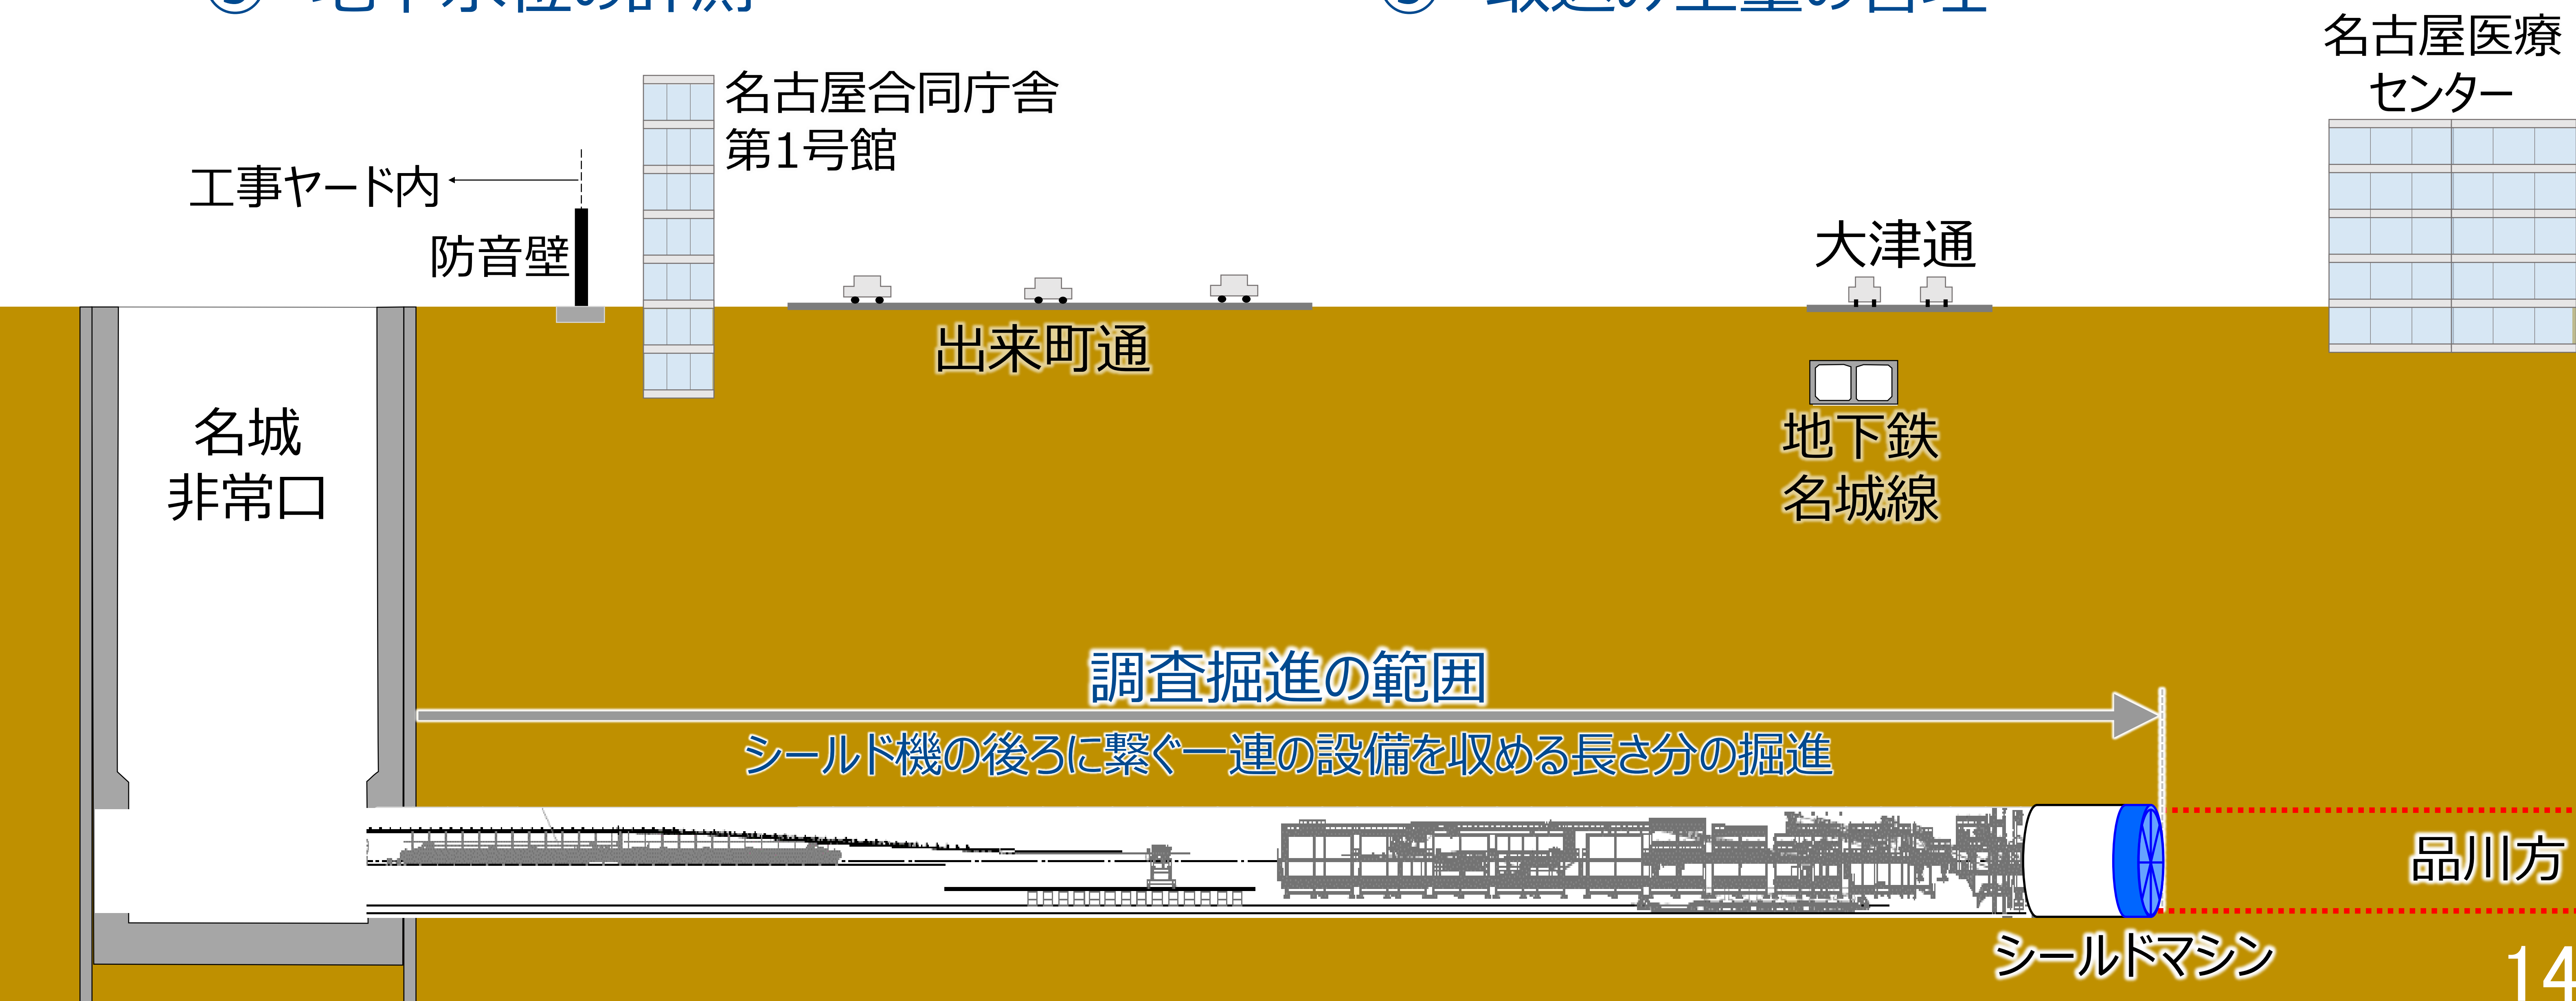 名古屋医療
センター
名古屋合同庁舎
第1号館
工事ヤード内
防音壁
大津通
出来町通
名城
非常口
地下鉄
名城線
調査掘進の範囲
シールド機の後ろに繋ぐ一連の設備を収める長さ分の掘進
品川方
シールドマシン
14